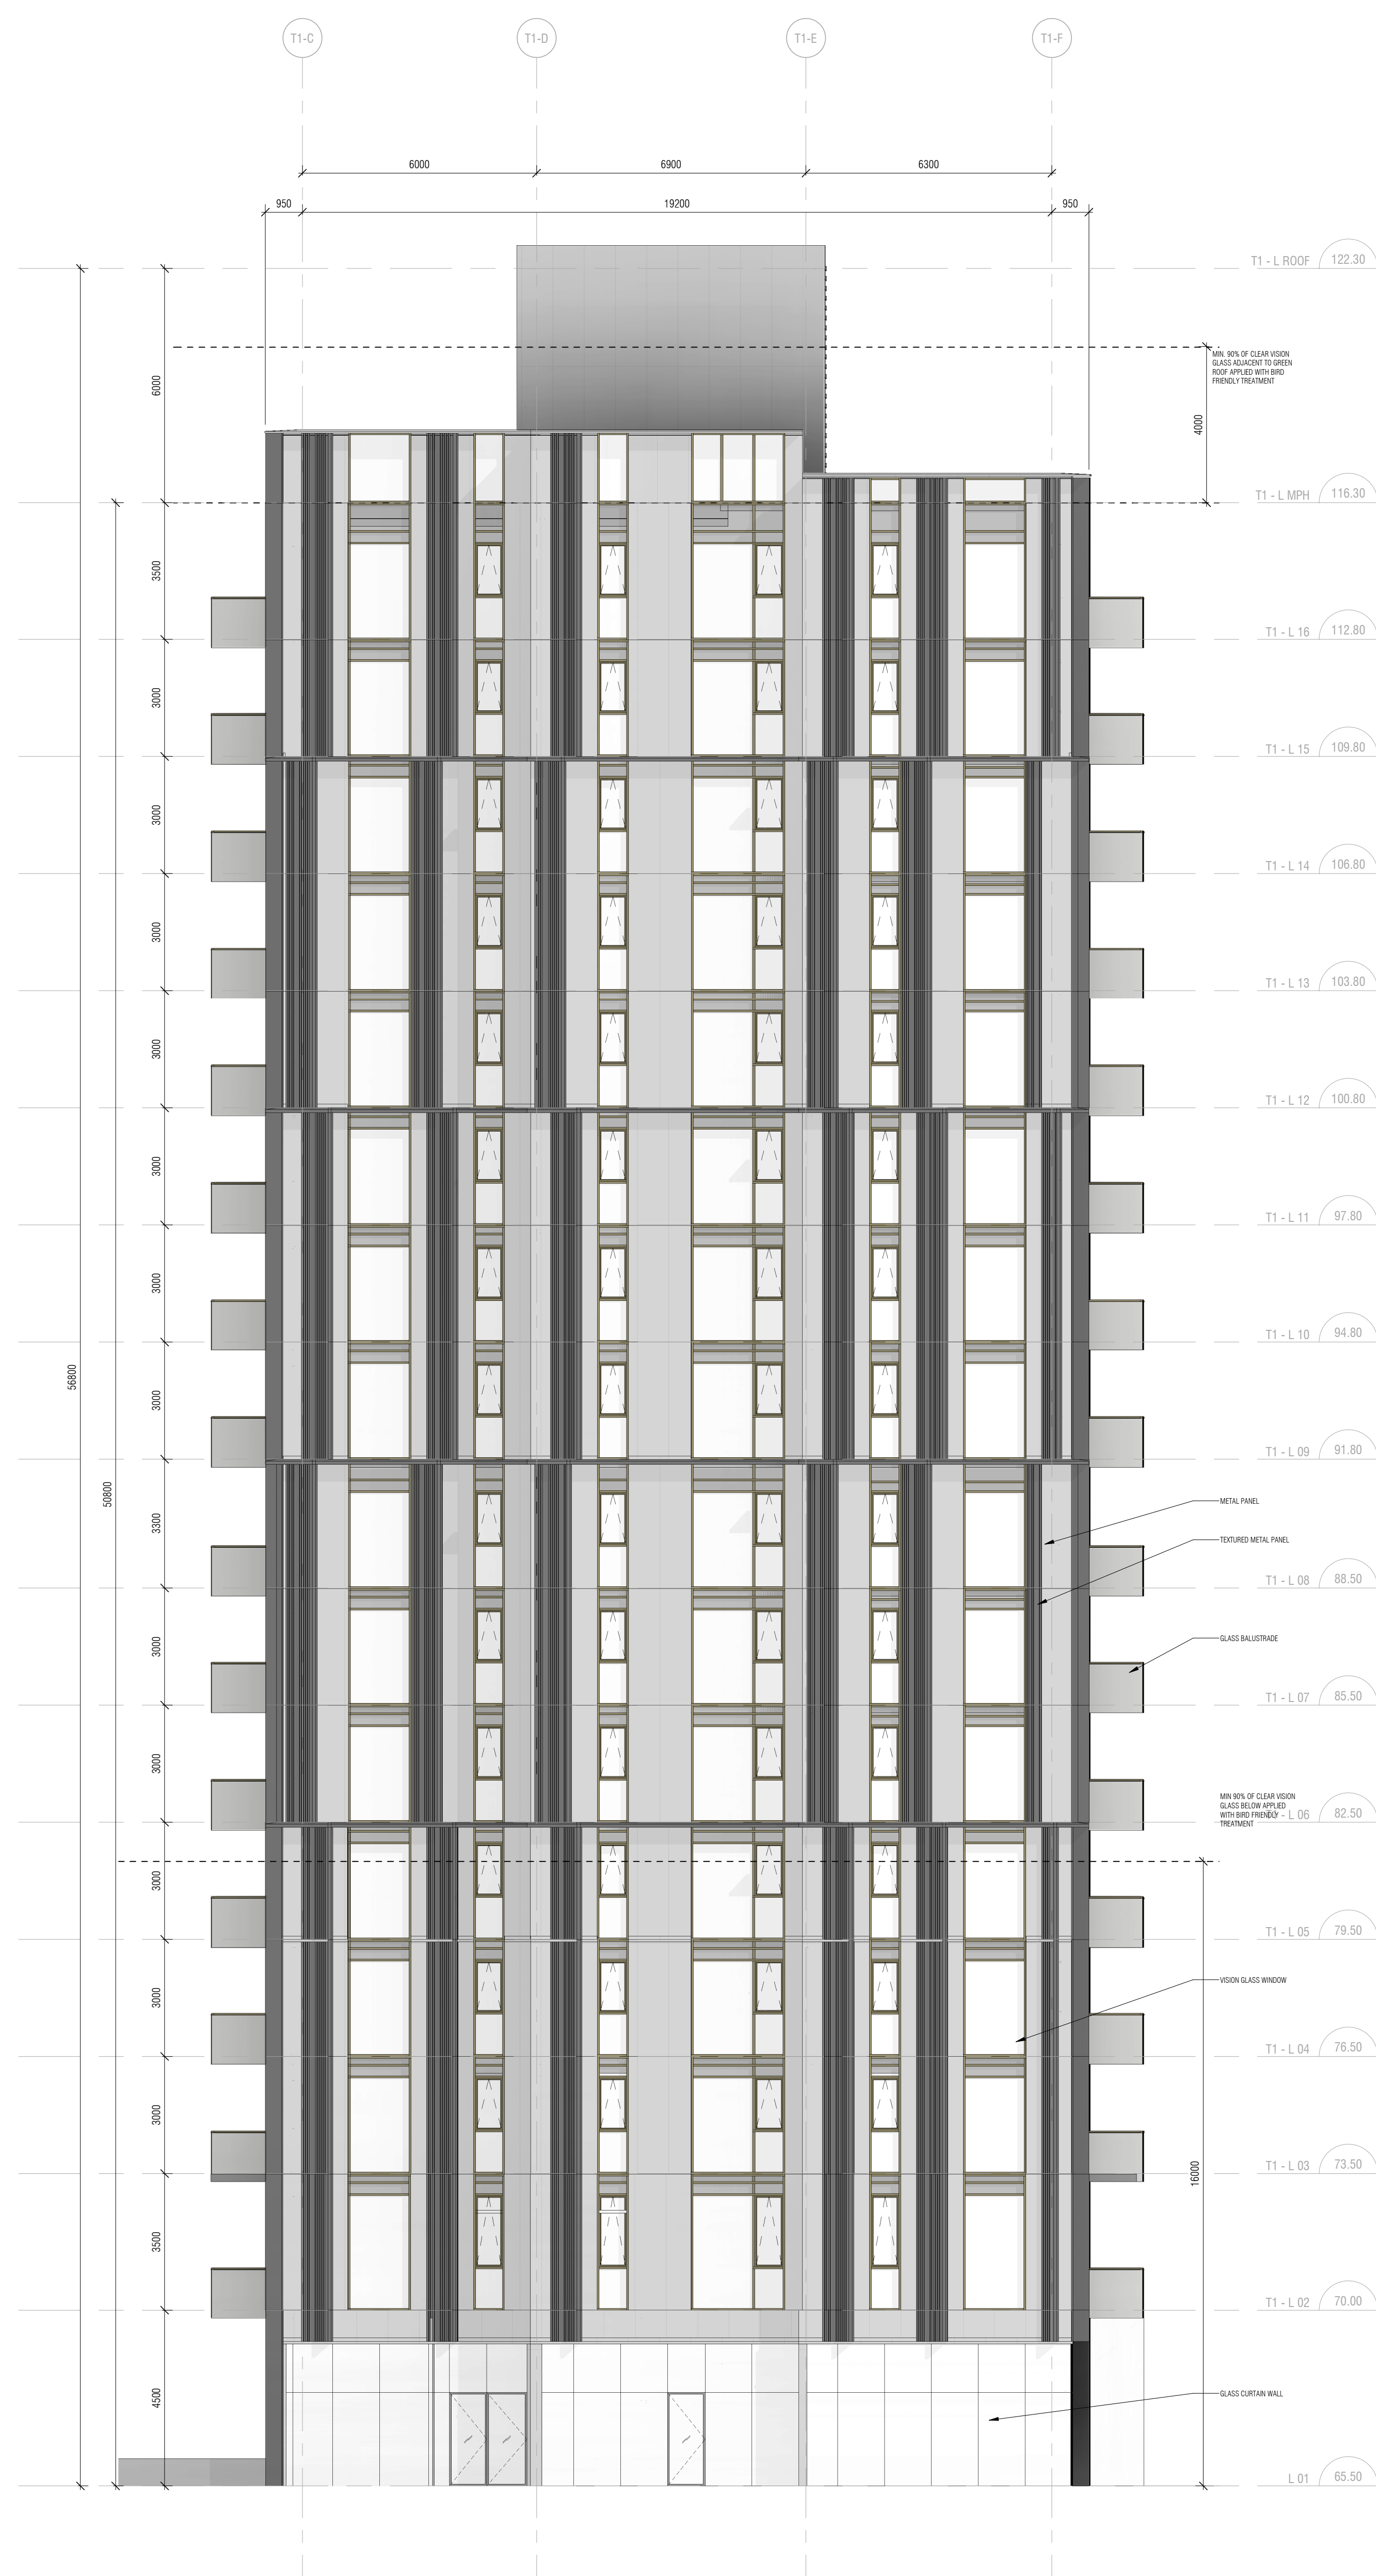 T1-C
T1-D
T1-E
T1-F
6000
6900
6300
950
19200
950
T1 - L ROOF
122.30
MIN. 90% OF CLEAR VISION
GLASS ADJACENT TO GREEN
ROOF APPLIED WITH BIRD
FRIENDLY TREATMENT
6000
4000
T1 - L MPH
116.30
3500
T1 - L 16
112.80
3000
T1 - L 15
109.80
3000
T1 - L 14
106.80
3000
T1 - L 13
103.80
3000
T1 - L 12
100.80
3000
T1 - L 11
97.80
3000
T1 - L 10
94.80
56800
3000
T1 - L 09
91.80
50800
METAL PANEL
3300
TEXTURED METAL PANEL
T1 - L 08
88.50
GLASS BALUSTRADE
3000
T1 - L 07
85.50
3000
MIN 90% OF CLEAR VISION
GLASS BELOW APPLIED
WITH BIRD FRIENDLY
TREATMENT
T1 - L 06
82.50
3000
T1 - L 05
79.50
VISION GLASS WINDOW
3000
T1 - L 04
76.50
3000
T1 - L 03
73.50
16000
3500
T1 - L 02
70.00
GLASS CURTAIN WALL
4500
L 01
65.50